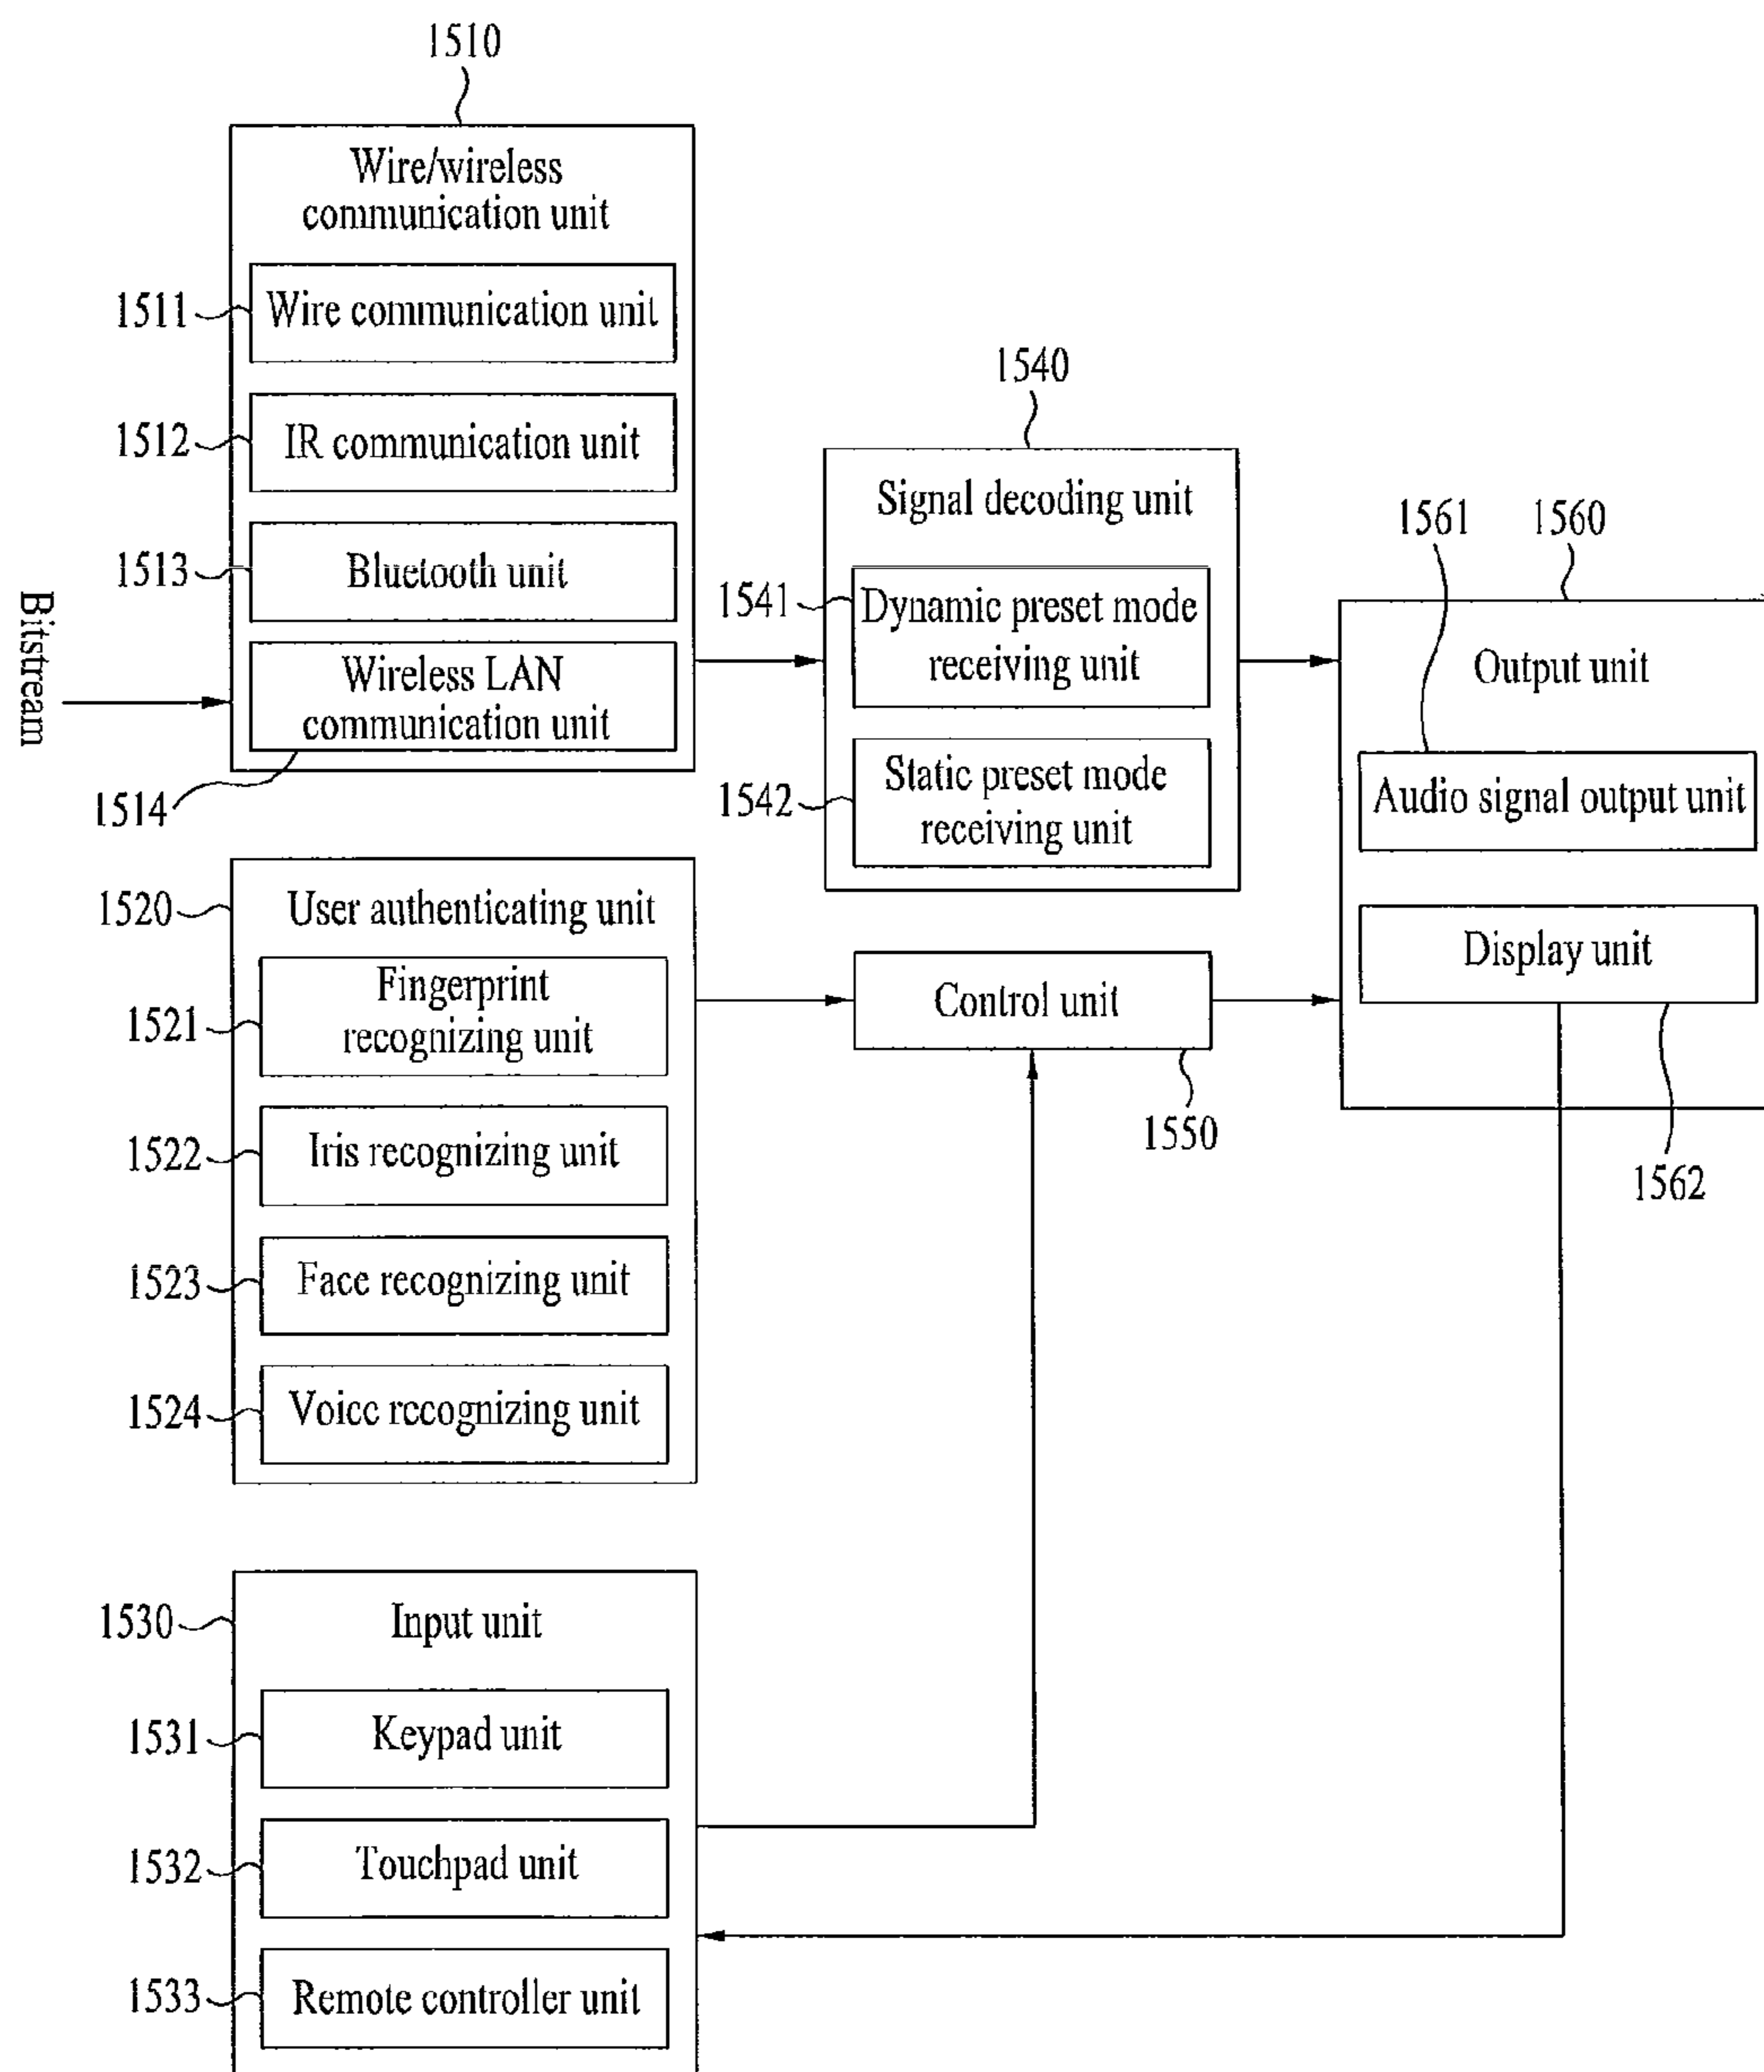 1510
Wire/wireless
communication unit
1511
Wire communication unit
1512
IR communication unit
1513
Bluetooth unit
Bitstream
Wireless LAN
communication unit
1514
1540
Signal decoding unit
1541
Dynamic preset mode
receiving unit
1542
Static preset mode
receiving unit
1561
1560
Output unit
Audio signal output unit
Display unit
1562
1520
User authenticating unit
1521
Fingerprint
recognizing unit
1522
Iris recognizing unit
1523
Face recognizing unit
1524
Voice recognizing unit
Control unit
1550
1530
Input unit
1531
Keypad unit
1532
Touchpad unit
1533
Remote controller unit